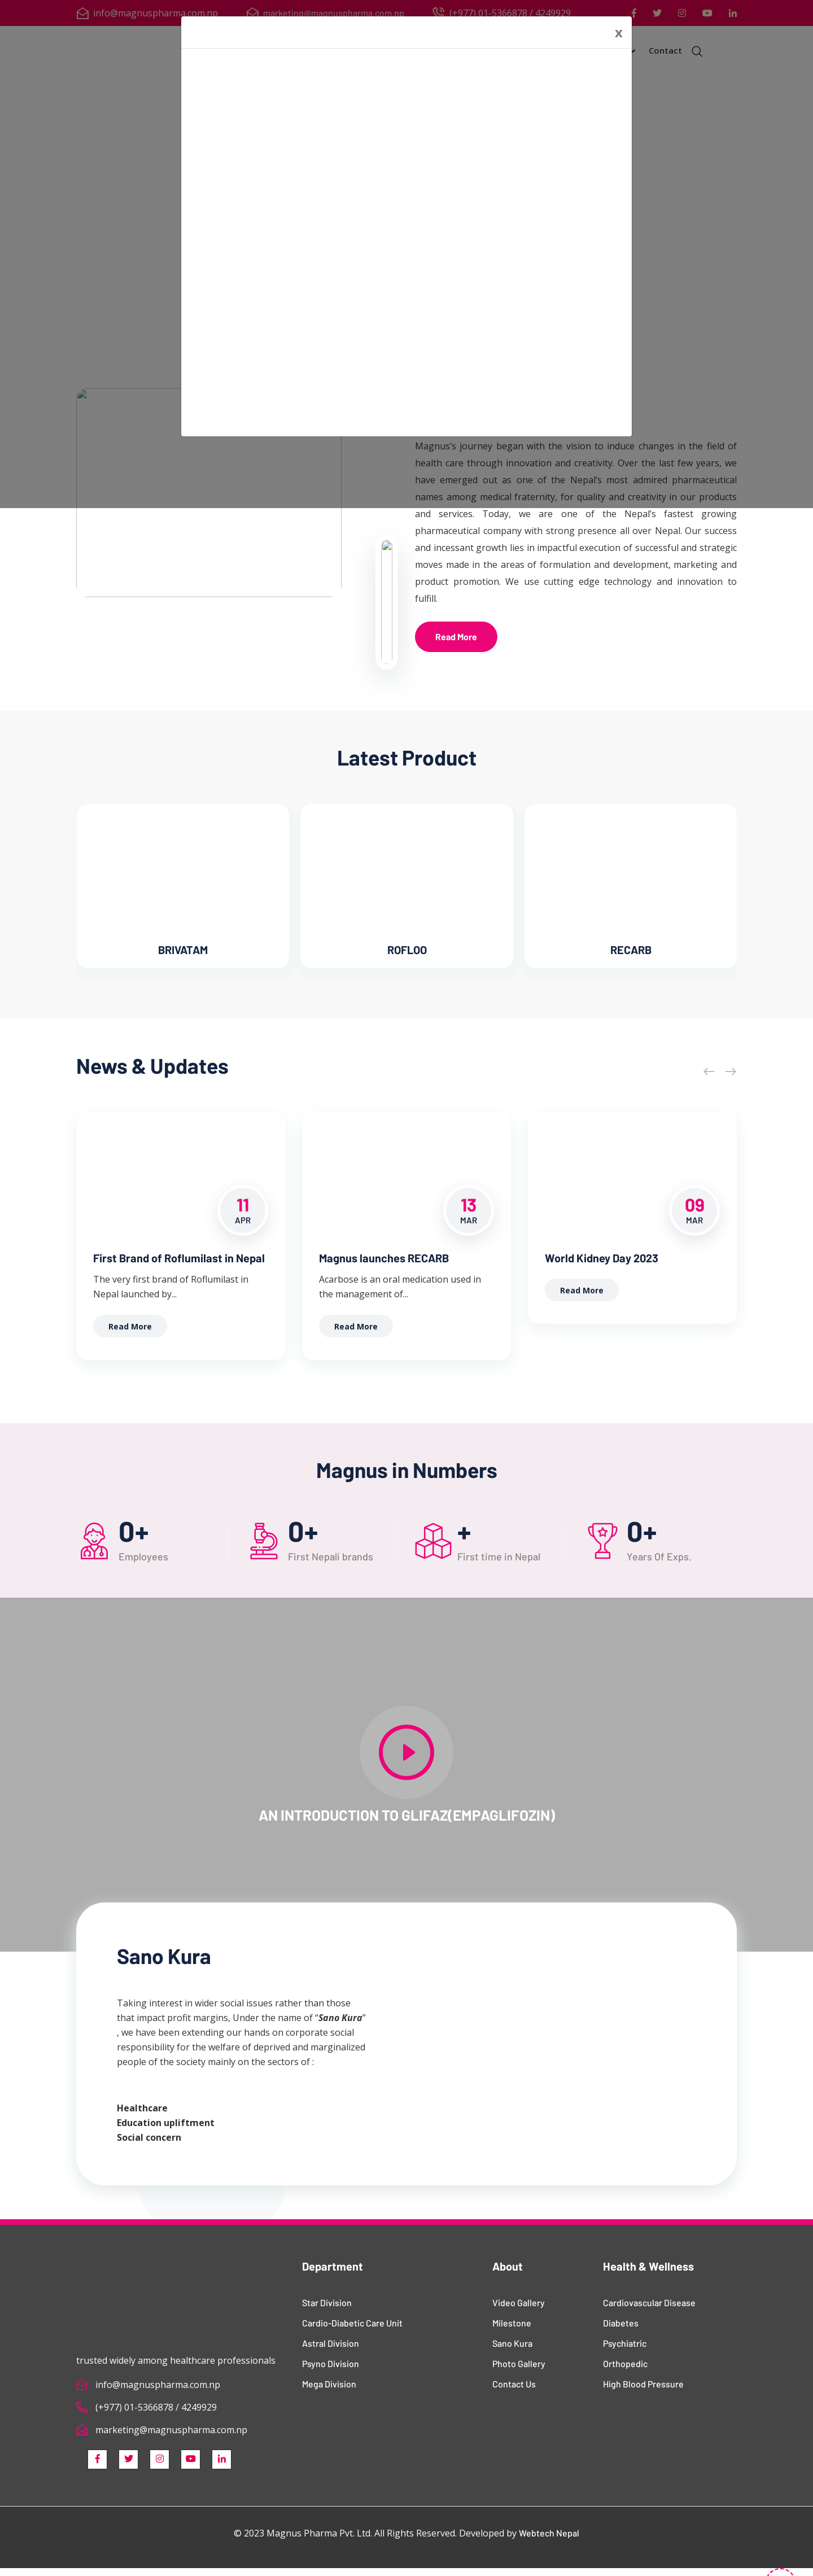 info@magnuspharma.com.np
marketing@magnuspharma.com.np
(+977) 01-5366878 / 4249929
x
Contact
Magnus's journey began with the vision to induce changes in the field of
health care through innovation and creativity. Over the last few years, we
have emerged out as one of the Nepal's most admired pharmaceutical
names among medical fraternity, for quality and creativity in our products
and services. Today, we are one of the Nepal's fastest growing
pharmaceutical company with strong presence all over Nepal. Our success
and incessant growth lies in impactful execution of successful and strategic
moves made in the areas of formulation and development, marketing and
product promotion. We use cutting edge technology and innovation to
fulfill.
Read More
Latest Product
BRIVATAM
ROFLOO
RECARB
News & Updates
11
APR
First Brand of Roflumilast in Nepal
The very first brand of Roflumilast in
Nepal launched by...
Read More
13
MAR
Magnus launches RECARB
Acarbose is an oral medication used in
the management of...
Read More
09
MAR
World Kidney Day 2023
Read More
Magnus in Numbers
0+
Employees
0+
First Nepali brands
+
First time in Nepal
0+
Years Of Exps.
AN INTRODUCTION TO GLIFAZ(EMPAGLIFOZIN)
Sano Kura
Taking interest in wider social issues rather than those
that impact profit margins, Under the name of "Sano Kura"
, we have been extending our hands on corporate social
responsibility for the welfare of deprived and marginalized
people of the society mainly on the sectors of :
Healthcare
Education upliftment
Social concern
trusted widely among healthcare professionals
info@magnuspharma.com.np
(+977) 01-5366878 / 4249929
marketing@magnuspharma.com.np
Department
Star Division
Cardio-Diabetic Care Unit
Astral Division
Psyno Division
Mega Division
About
Video Gallery
Milestone
Sano Kura
Photo Gallery
Contact Us
Health & Wellness
Cardiovascular Disease
Diabetes
Psychiatric
Orthopedic
High Blood Pressure
© 2023 Magnus Pharma Pvt. Ltd. All Rights Reserved. Developed by Webtech Nepal